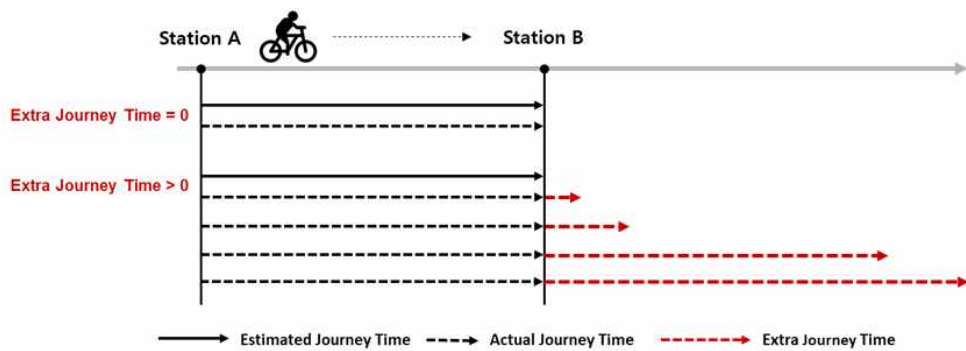 Station A
Station B
Extra Journey Time = 0
Extra Journey Time > 0
Estimated Journey Time
Actual Journey Time
Extra Journey Time